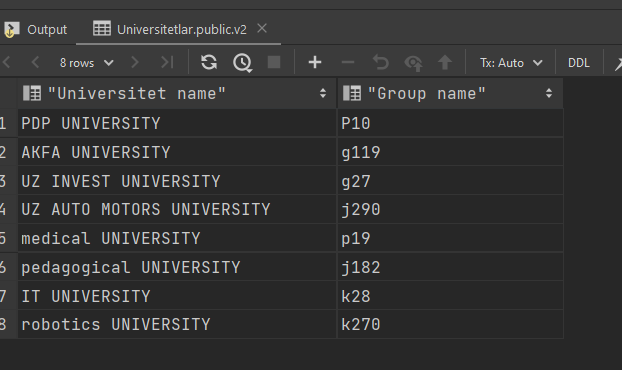 Output Universitetlar.public.v2
8 rows Tx: Auto DDL
"Universitet name" "Group name"
1 PDP UNIVERSITY P10
2 AKFA UNIVERSITY g119
3 UZ INVEST UNIVERSITY g27
4 UZ AUTO MOTORS UNIVERSITY j290
5 medical UNIVERSITY p19
6 pedagogical UNIVERSITY j182
7 IT UNIVERSITY k28
8 robotics UNIVERSITY k270